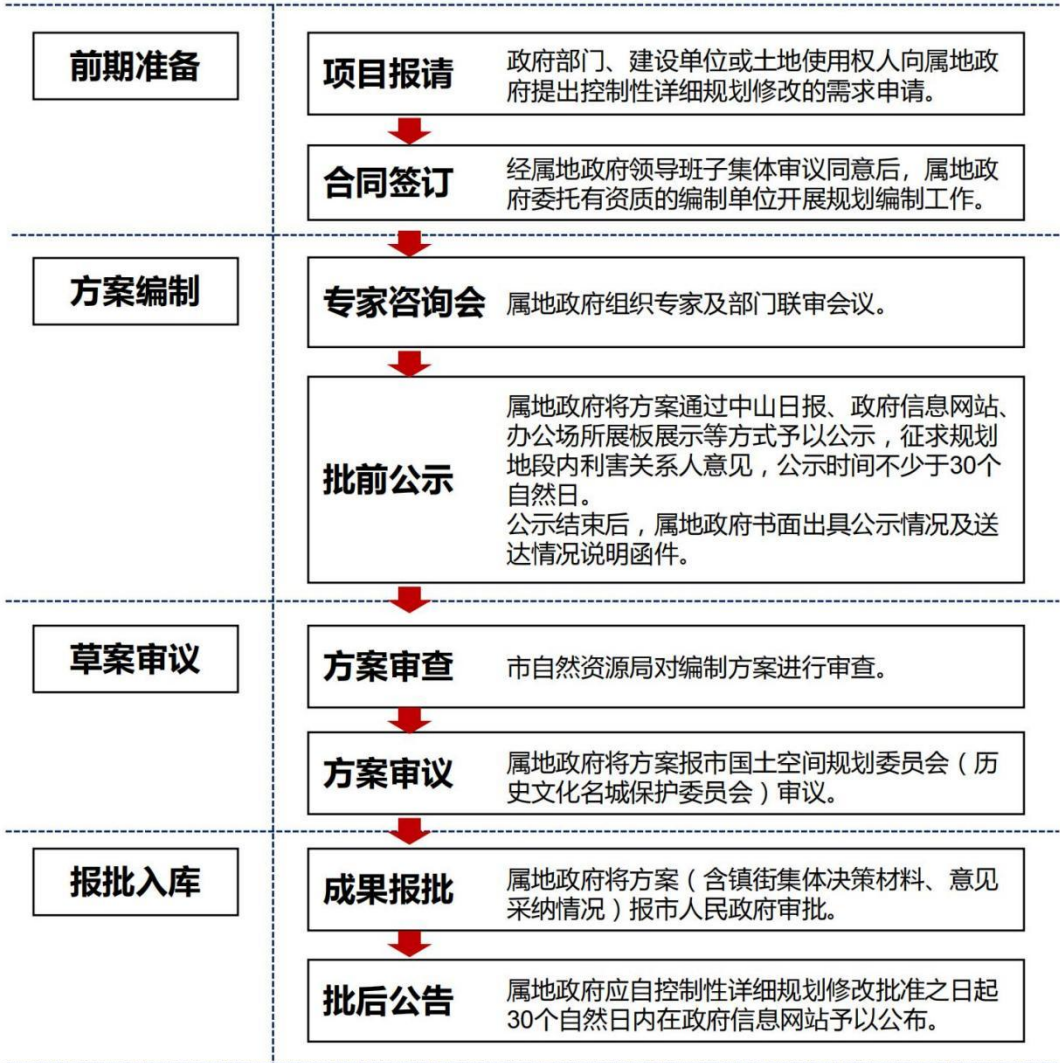 前期准备
项目报请
政府部门、建设单位或土地使用权人向属地政
府提出控制性详细规划修改的需求申请。
合同签订
经属地政府领导班子集体审议同意后，属地政
府委托有资质的编制单位开展规划编制工作。
方案编制
专家咨询会
属地政府组织专家及部门联审会议。
批前公示
属地政府将方案通过中山日报、政府信息网站、
办公场所展板展示等方式予以公示，征求规划
地段内利害关系人意见，公示时间不少于30个
自然日。
公示结束后，属地政府书面出具公示情况及送
达情况说明函件。
草案审议
方案审查
市自然资源局对编制方案进行审查。
方案审议
属地政府将方案报市国土空间规划委员会（历
史文化名城保护委员会）审议。
报批入库
成果报批
属地政府将方案（含镇街集体决策材料、意见
采纳情况）报市人民政府审批。
批后公告
属地政府应自控制性详细规划修改批准之日起
30个自然日内在政府信息网站予以公布。